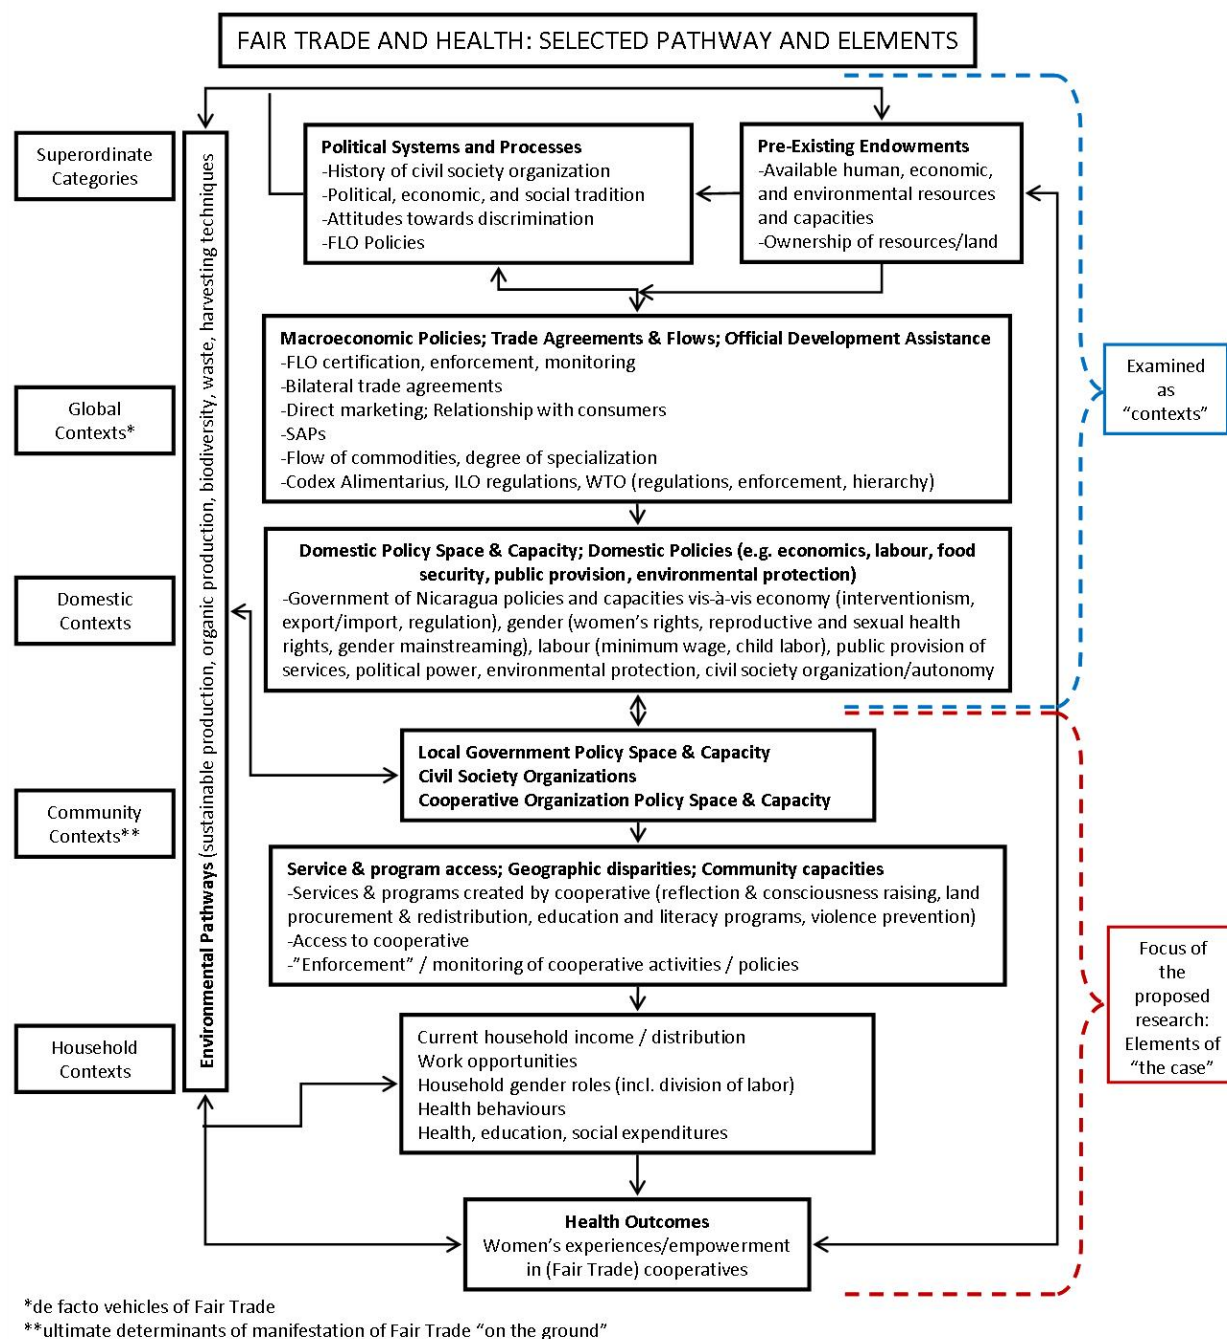 FAIR TRADE AND HEALTH: SELECTED PATHWAY AND ELEMENTS
Superordinate
Categories
Political Systems and Processes
-History of civil society organization
-Political, economic, and social tradition
-Attitudes towards discrimination
-FLO Policies
Pre-Existing Endowments
-Available human, economic,
and environmental resources
and capacities
-Ownership of resources/land
Environmental Pathways (sustainable production, organic production, biodiversity, waste, harvesting techniques
Global
Contexts*
Macroeconomic Policies; Trade Agreements & Flows; Official Development Assistance
-FLO certification, enforcement, monitoring
-Bilateral trade agreements
-Direct marketing; Relationship with consumers
-SAPs
-Flow of commodities, degree of specialization
-Codex Alimentarius, ILO regulations, WTO (regulations, enforcement, hierarchy)
Examined
as
“contexts”
Domestic
Contexts
Domestic Policy Space & Capacity; Domestic Policies (e.g. economics, labour, food
security, public provision, environmental protection)
-Government of Nicaragua policies and capacities vis-à-vis economy (interventionism,
export/import, regulation), gender (women’s rights, reproductive and sexual health
rights, gender mainstreaming), labour (minimum wage, child labor), public provision of
services, political power, environmental protection, civil society organization/autonomy
Community
Contexts**
Local Government Policy Space & Capacity
Civil Society Organizations
Cooperative Organization Policy Space & Capacity
Service & program access; Geographic disparities; Community capacities
-Services & programs created by cooperative (reflection & consciousness raising, land
procurement & redistribution, education and literacy programs, violence prevention)
-Access to cooperative
-”Enforcement” / monitoring of cooperative activities / policies
Focus of
the
proposed
research:
Elements of
“the case”
Household
Contexts
Current household income / distribution
Work opportunities
Household gender roles (incl. division of labor)
Health behaviours
Health, education, social expenditures
Health Outcomes
Women’s experiences/empowerment
in (Fair Trade) cooperatives
*de facto vehicles of Fair Trade
**ultimate determinants of manifestation of Fair Trade “on the ground”